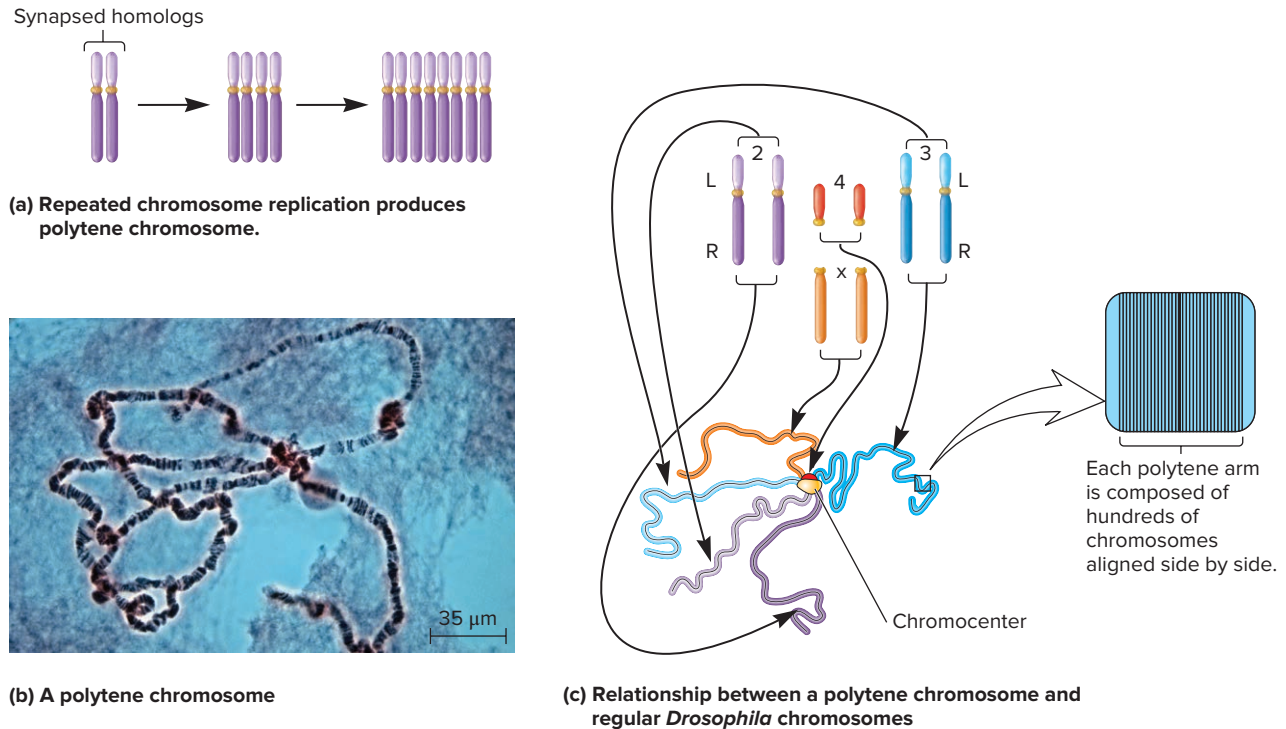 Synapsed homologs
(a) Repeated chromosome replication produces
polytene chromosome.
35 μm
(b) A polytene chromosome
2
L
R
4
x
3
L
R
Chromocenter
Each polytene arm
is composed of
hundreds of
chromosomes
aligned side by side.
(c) Relationship between a polytene chromosome and
regular Drosophila chromosomes